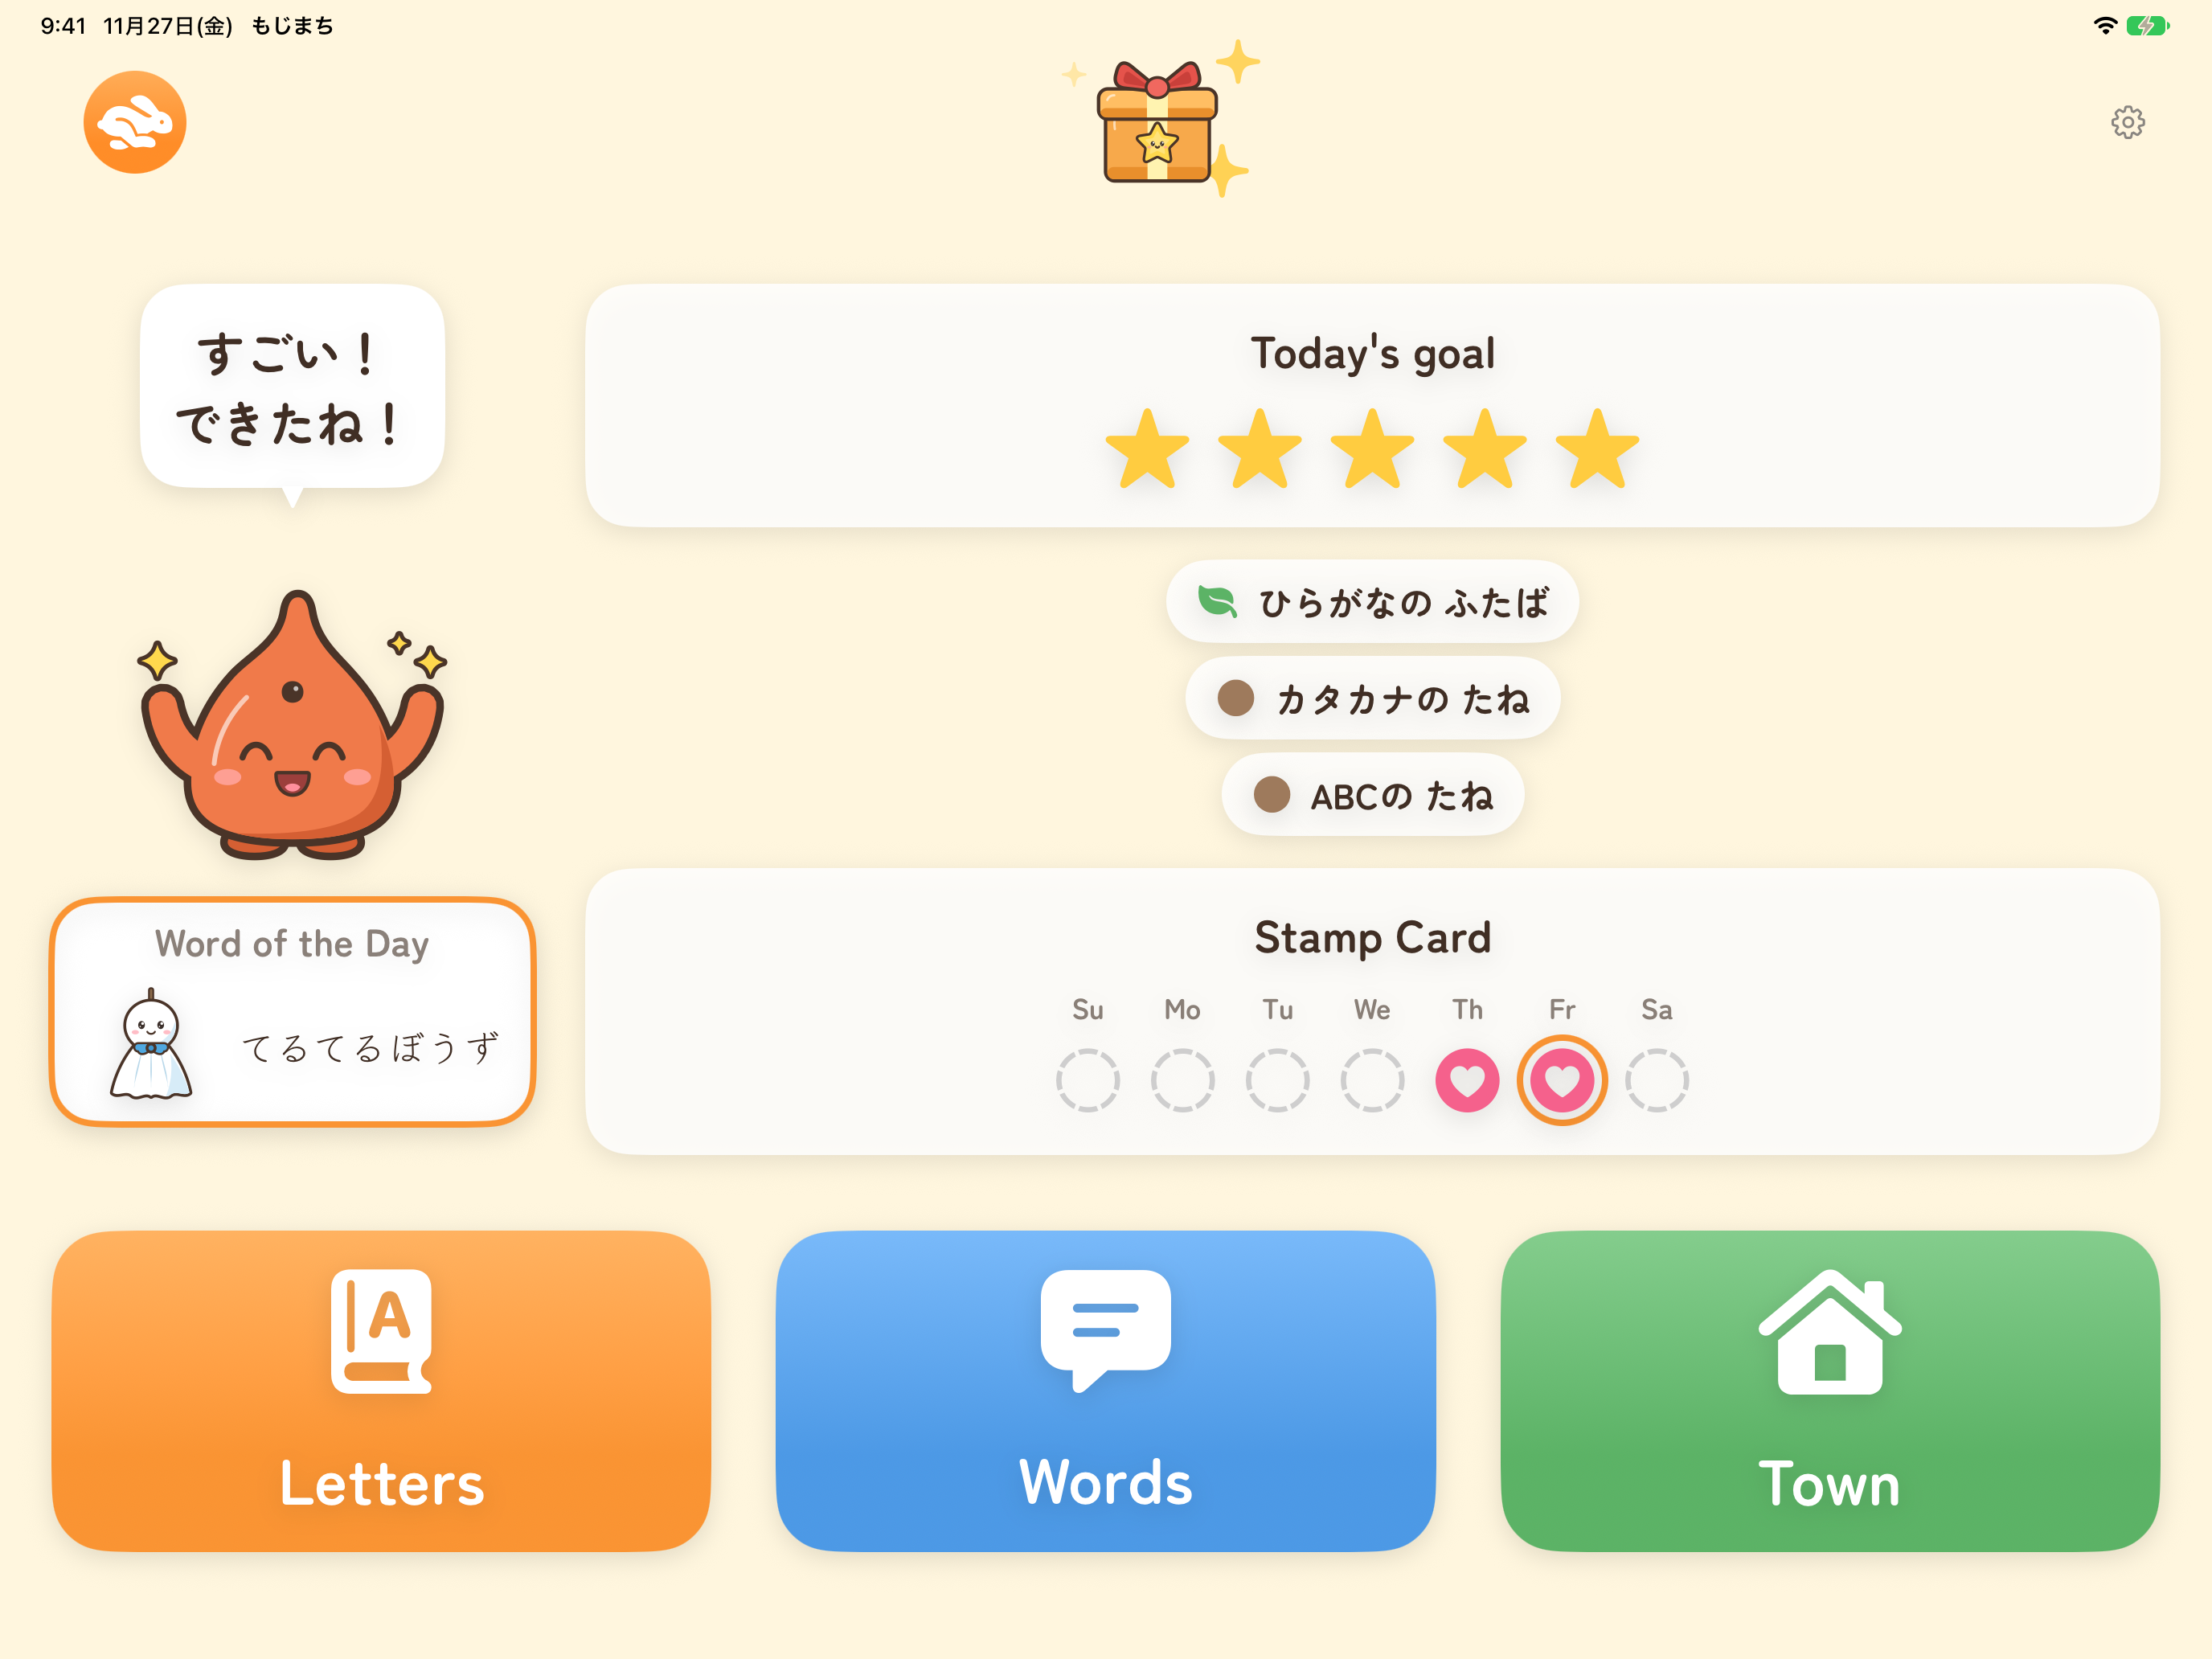 9:41 11月27日(金) もじまち
すごい！
できたね！
Today's goal
ひらがなの ふたば
カタカナの たね
ABCの たね
Word of the Day
てるてるぼうず
Stamp Card
Su Mo Tu We Th Fr Sa
A
Letters
Words
Town